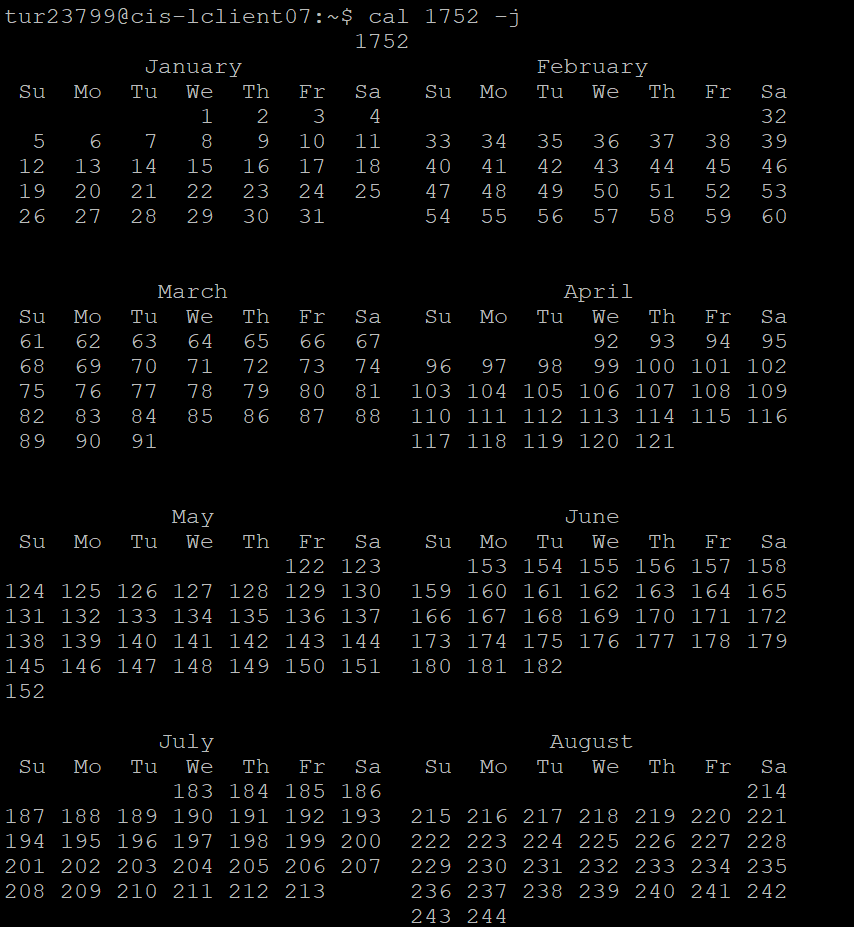 tur23799@cis-lclient07:~$ cal 1752 -j
                          1752
          January                      February
 Su  Mo  Tu  We  Th  Fr  Sa   Su  Mo  Tu  We  Th  Fr  Sa
              1   2   3   4                           32
  5   6   7   8   9  10  11   33  34  35  36  37  38  39
 12  13  14  15  16  17  18   40  41  42  43  44  45  46
 19  20  21  22  23  24  25   47  48  49  50  51  52  53
 26  27  28  29  30  31       54  55  56  57  58  59  60

           March                        April
 Su  Mo  Tu  We  Th  Fr  Sa   Su  Mo  Tu  We  Th  Fr  Sa
 61  62  63  64  65  66  67               92  93  94  95
 68  69  70  71  72  73  74   96  97  98  99 100 101 102
 75  76  77  78  79  80  81  103 104 105 106 107 108 109
 82  83  84  85  86  87  88  110 111 112 113 114 115 116
 89  90  91                  117 118 119 120 121

            May                         June
 Su  Mo  Tu  We  Th  Fr  Sa   Su  Mo  Tu  We  Th  Fr  Sa
                    122 123      153 154 155 156 157 158
124 125 126 127 128 129 130  159 160 161 162 163 164 165
131 132 133 134 135 136 137  166 167 168 169 170 171 172
138 139 140 141 142 143 144  173 174 175 176 177 178 179
145 146 147 148 149 150 151  180 181 182
152

           July                        August
 Su  Mo  Tu  We  Th  Fr  Sa   Su  Mo  Tu  We  Th  Fr  Sa
            183 184 185 186                          214
187 188 189 190 191 192 193  215 216 217 218 219 220 221
194 195 196 197 198 199 200  222 223 224 225 226 227 228
201 202 203 204 205 206 207  229 230 231 232 233 234 235
208 209 210 211 212 213      236 237 238 239 240 241 242
                             243 244